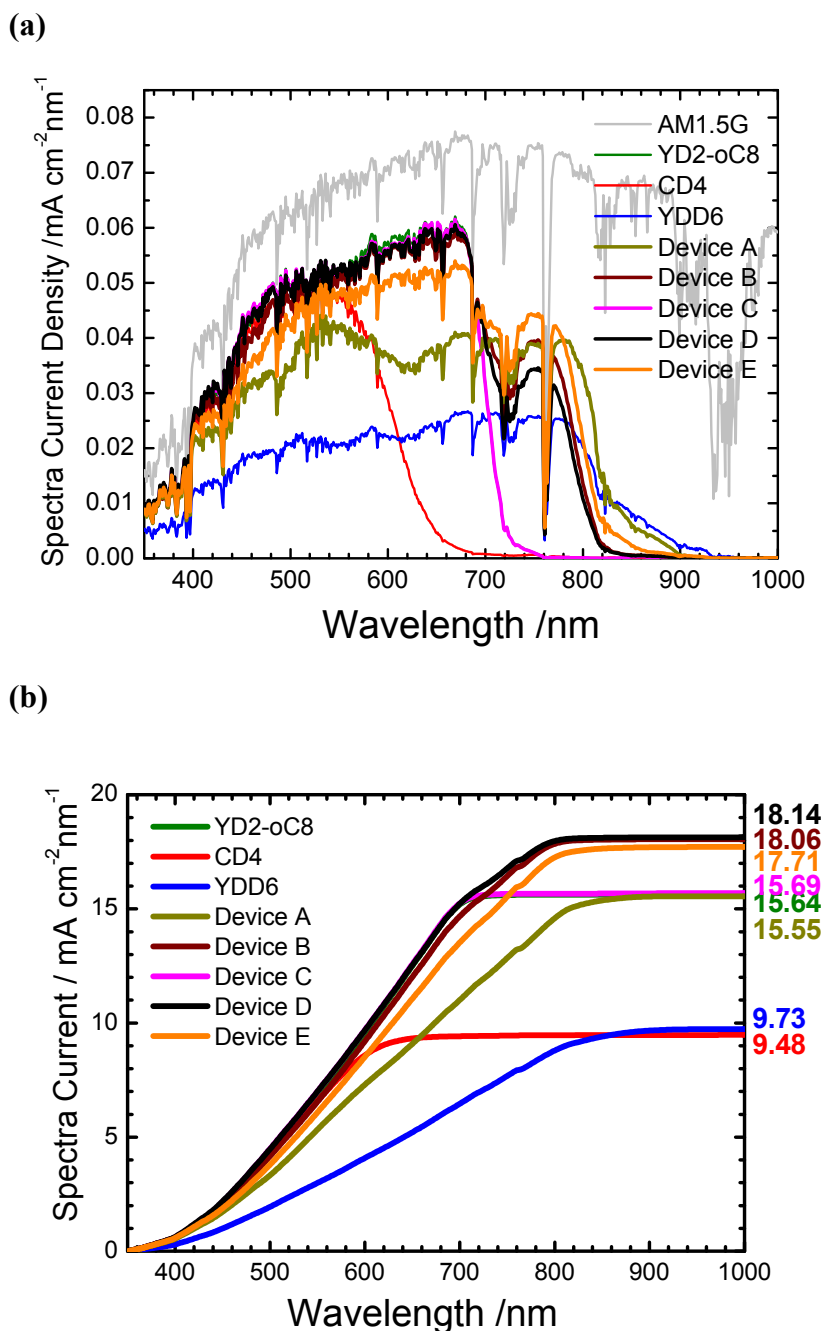 (a)
0.08
0.07
0.06
0.05
0.04
0.03
0.02
0.01
0.00
Spectra Current Density /mA cm⁻²nm⁻¹
AM1.5G
YD2-oC8
CD4
YDD6
Device A
Device B
Device C
Device D
Device E
400 500 600 700 800 900 1000
Wavelength /nm
(b)
20
15
10
5
0
Spectra Current / mA cm⁻²nm⁻¹
YD2-oC8
CD4
YDD6
Device A
Device B
Device C
Device D
Device E
18.14
18.06
17.71
15.69
15.64
15.55
9.73
9.48
400 500 600 700 800 900 1000
Wavelength /nm